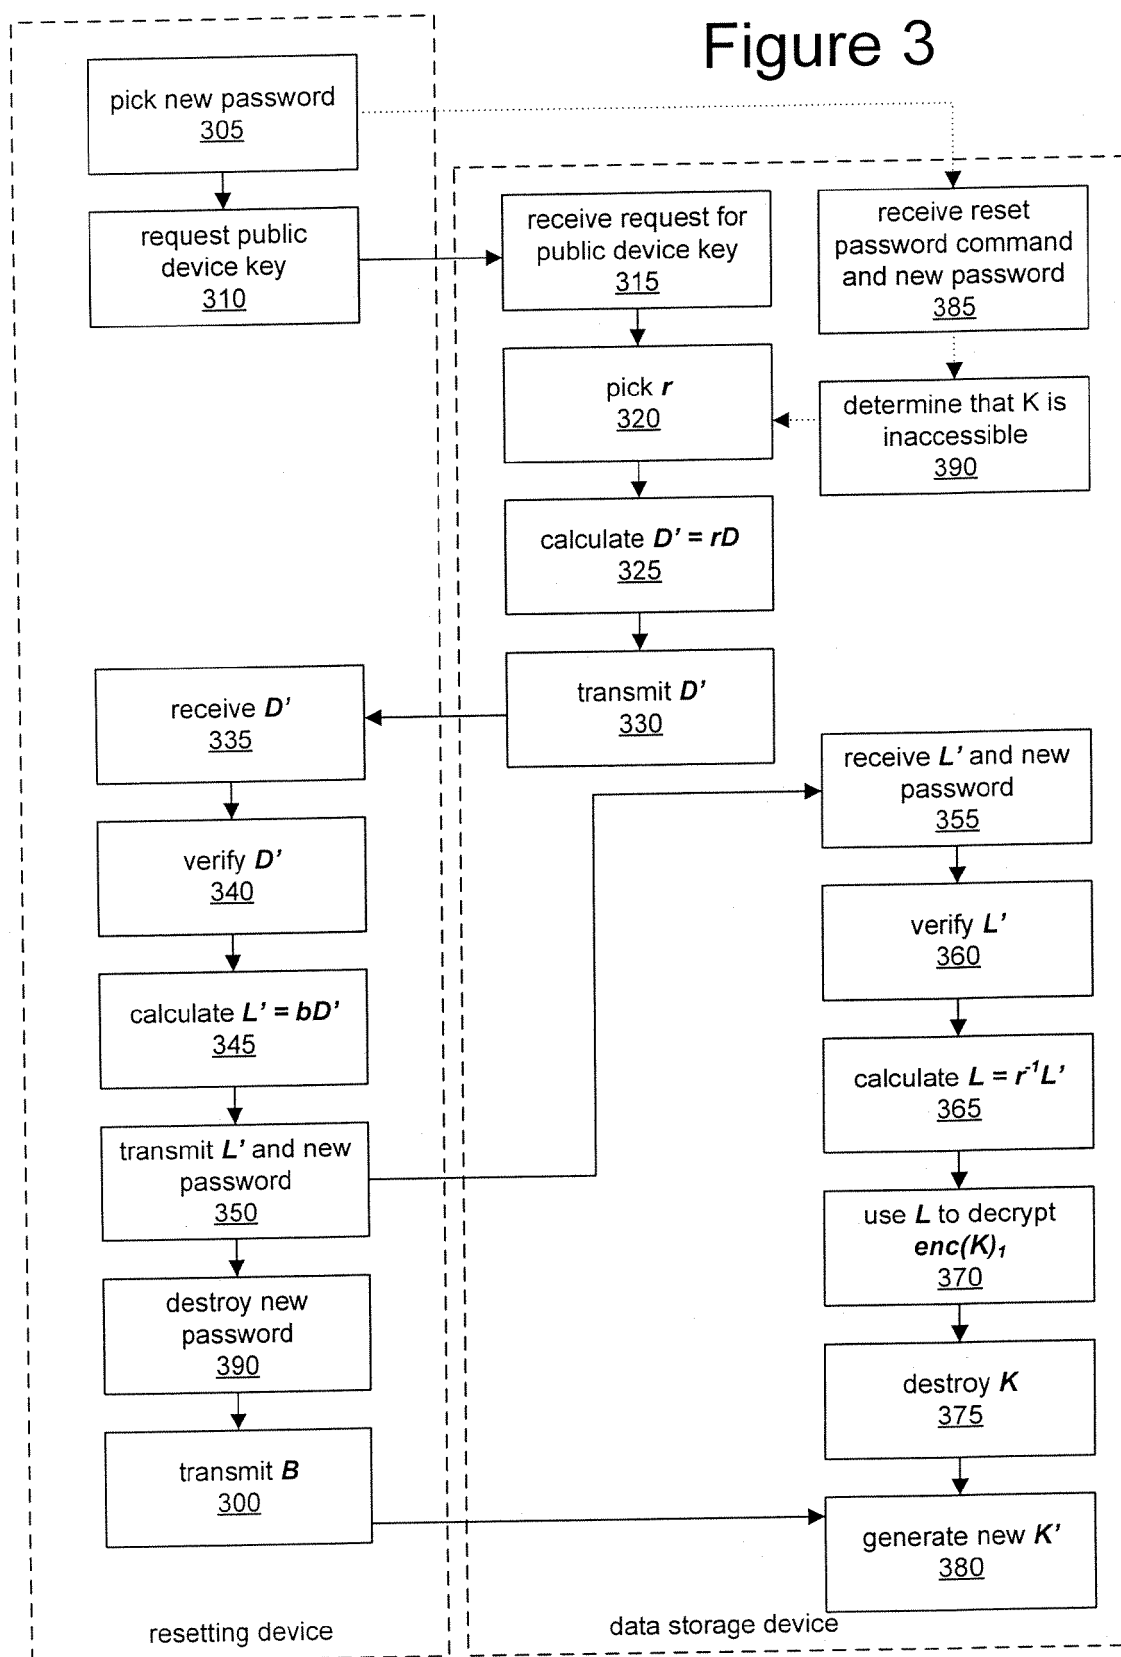 Figure 3
pick new password
305
request public
device key
310
receive request for
public device key
315
receive reset
password command
and new password
385
pick r
320
determine that K is
inaccessible
390
calculate D' = rD
325
transmit D'
330
receive D'
335
verify D'
340
calculate L' = bD'
345
transmit L' and new
password
350
destroy new
password
390
transmit B
300
receive L' and new
password
355
verify L'
360
calculate L = r⁻¹L'
365
use L to decrypt
enc(K)₁
370
destroy K
375
generate new K'
380
resetting device
data storage device